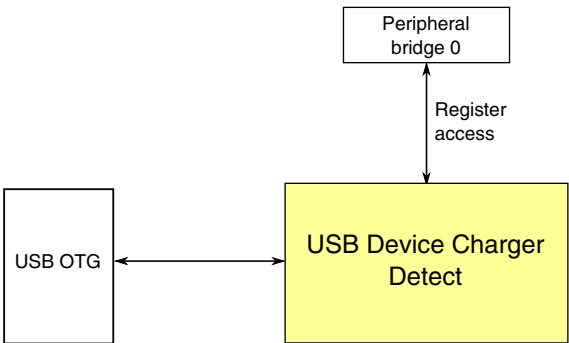 Peripheral
bridge 0
Register
access
USB OTG
USB Device Charger
Detect